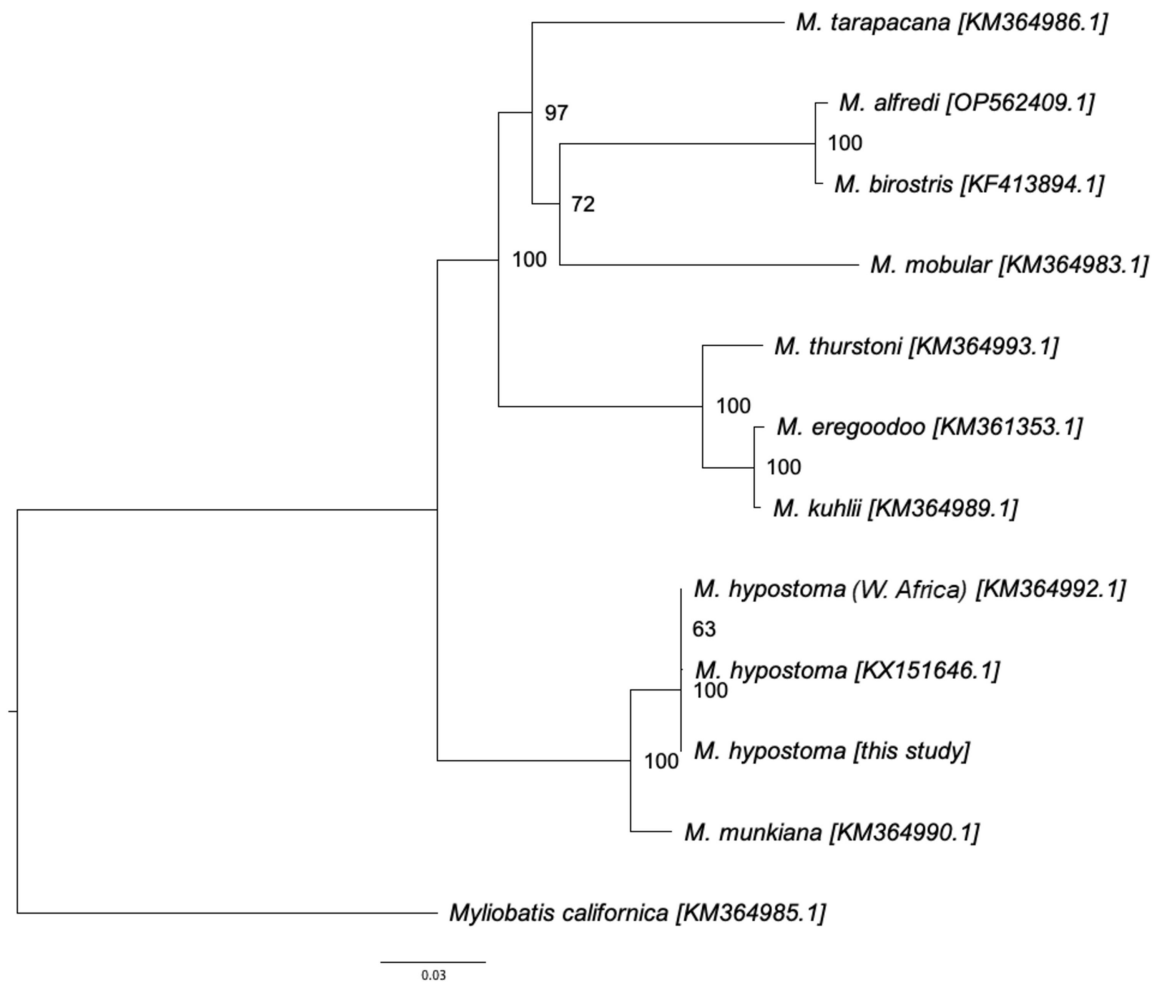 M. tarapacana [KM364986.1]
M. alfredi [OP562409.1]
97
100
M. birostris [KF413894.1]
72
100
M. mobular [KM364983.1]
M. thurstoni [KM364993.1]
100
M. eregoodoo [KM361353.1]
100
M. kuhlii [KM364989.1]
M. hypostoma (W. Africa) [KM364992.1]
63
M. hypostoma [KX151646.1]
100
M. hypostoma [this study]
100
M. munkiana [KM364990.1]
Myliobatis californica [KM364985.1]
0.03